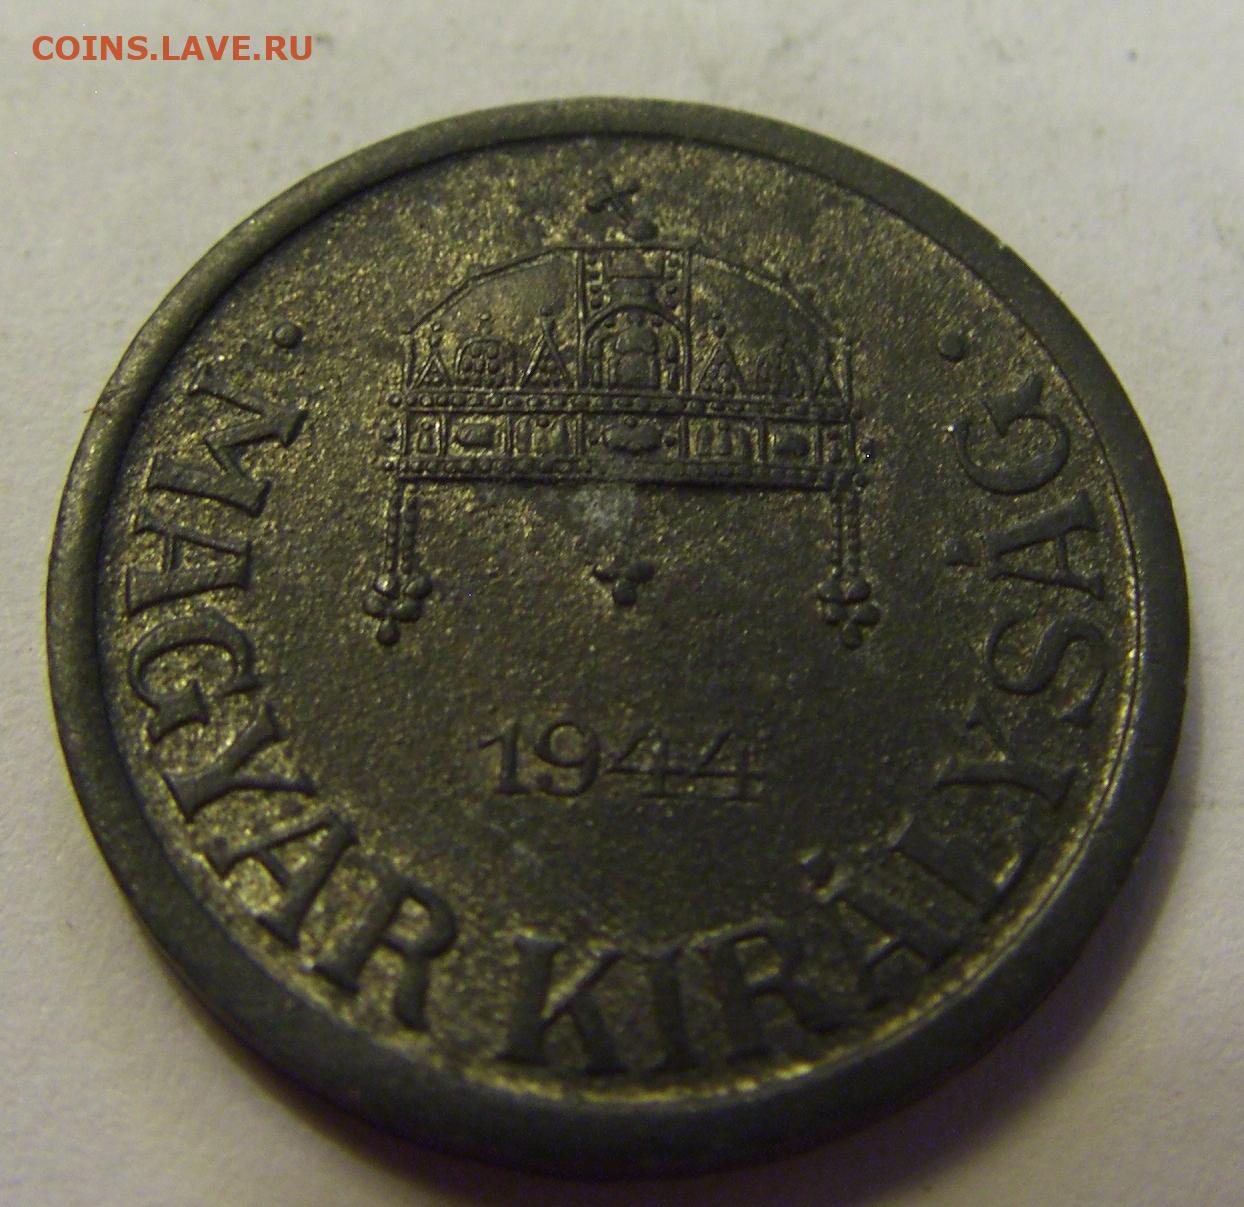 COINS.LAVE.RU
1944
· MAGYAR KIRÁLYSÁG ·